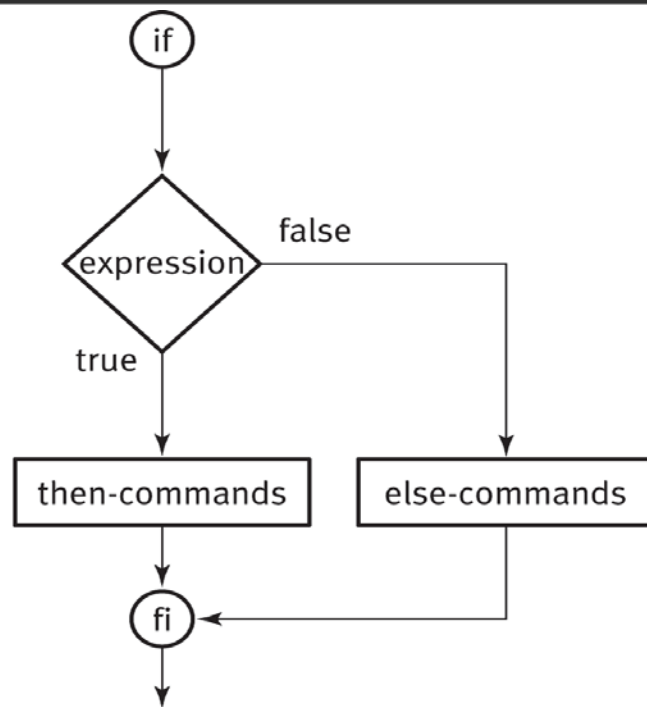 if
false
expression
true
then-commands
else-commands
fi